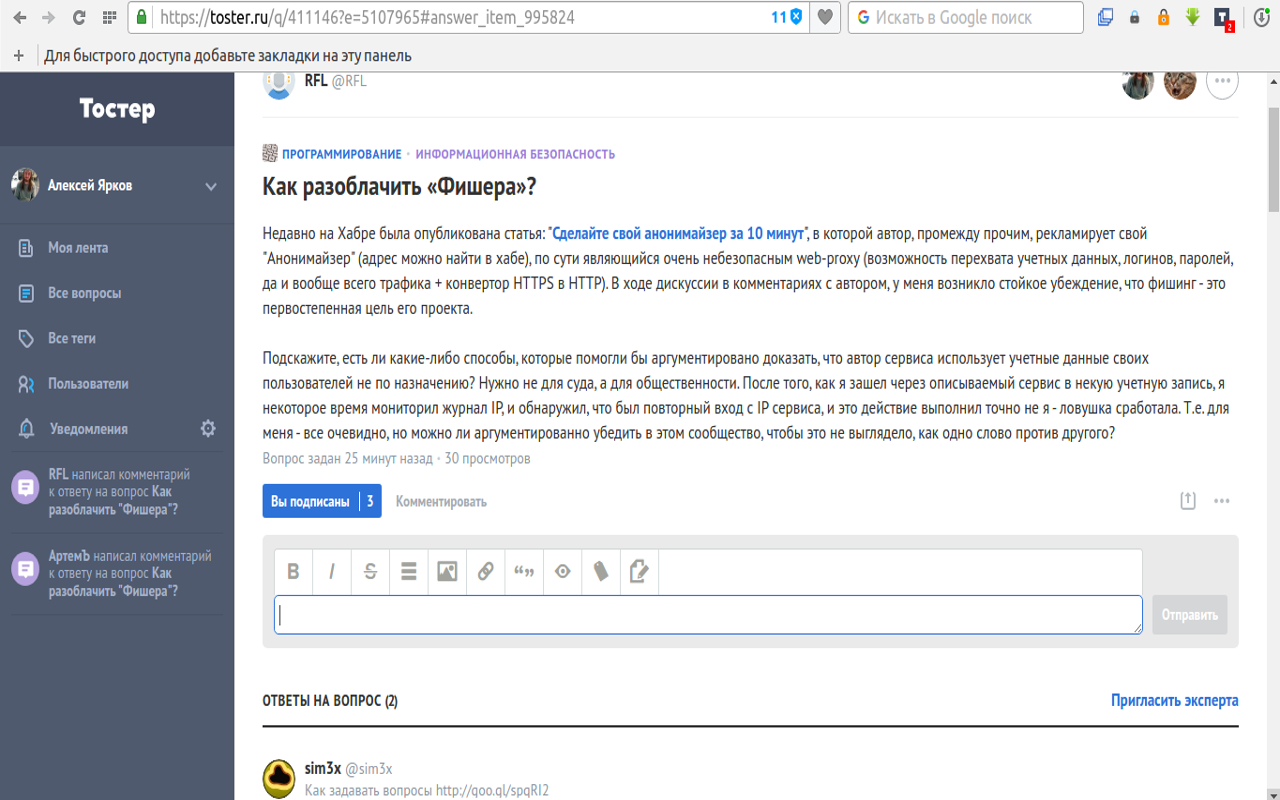 https://toster.ru/q/411146?e=5107965#answer_item_995824
11
Искать в Google поиск
2
Для быстрого доступа добавьте закладки на эту панель
Тостер
Алексей Ярков
Моя лента
Все вопросы
Все теги
Пользователи
Уведомления
RFL написал комментарий
к ответу на вопрос Как
разоблачить "Фишера"?
АртемЪ написал комментарий
к ответу на вопрос Как
разоблачить "Фишера"?
RFL @RFL
ПРОГРАММИРОВАНИЕ • ИНФОРМАЦИОННАЯ БЕЗОПАСНОСТЬ
Как разоблачить «Фишера»?
Недавно на Хабре была опубликована статья: "Сделайте свой анонимайзер за 10 минут", в которой автор, промежду прочим, рекламирует свой
"Анонимайзер" (адрес можно найти в хабе), по сути являющийся очень небезопасным web-proxy (возможность перехвата учетных данных, логинов, паролей,
да и вообще всего трафика + конвертор HTTPS в HTTP). В ходе дискуссии в комментариях с автором, у меня возникло стойкое убеждение, что фишинг - это
первостепенная цель его проекта.
Подскажите, есть ли какие-либо способы, которые помогли бы аргументировано доказать, что автор сервиса использует учетные данные своих
пользователей не по назначению? Нужно не для суда, а для общественности. После того, как я зашел через описываемый сервис в некую учетную запись, я
некоторое время мониторил журнал IP, и обнаружил, что был повторный вход с IP сервиса, и это действие выполнил точно не я - ловушка сработала. Т.е. для
меня - все очевидно, но можно ли аргументированно убедить в этом сообщество, чтобы это не выглядело, как одно слово против другого?
Вопрос задан 25 минут назад • 30 просмотров
Вы подписаны 3 Комментировать
B I S
Отправить
ОТВЕТЫ НА ВОПРОС (2) Пригласить эксперта
sim3x @sim3x
Как задавать вопросы http://goo.gl/spqRI2